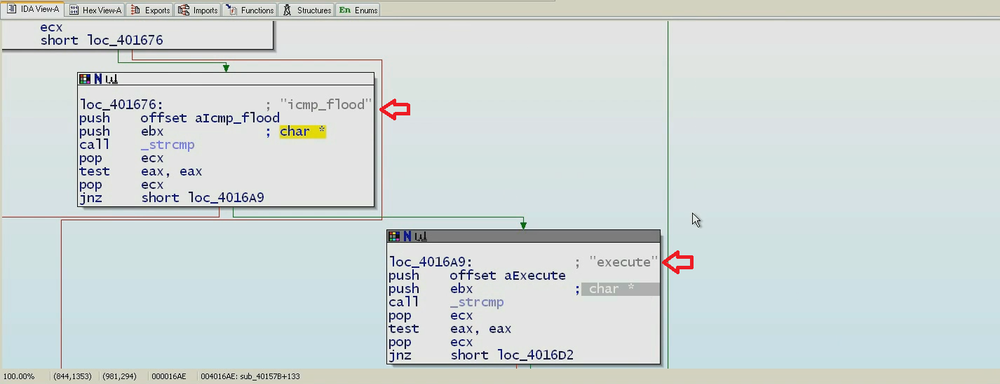 IDA View-A Hex View-A Exports Imports Functions Structures En Enums
ecx
short loc_401676
N
loc_401676: ; "icmp_flood"
push offset aIcmp_flood
push ebx ; char *
call _strcmp
pop ecx
test eax, eax
pop ecx
jnz short loc_4016A9
N
loc_4016A9: ; "execute"
push offset aExecute
push ebx ; char *
call _strcmp
pop ecx
test eax, eax
pop ecx
jnz short loc_4016D2
100.00% (844,1353) (981,294) 000016AE 004016AE: sub_40157B+133